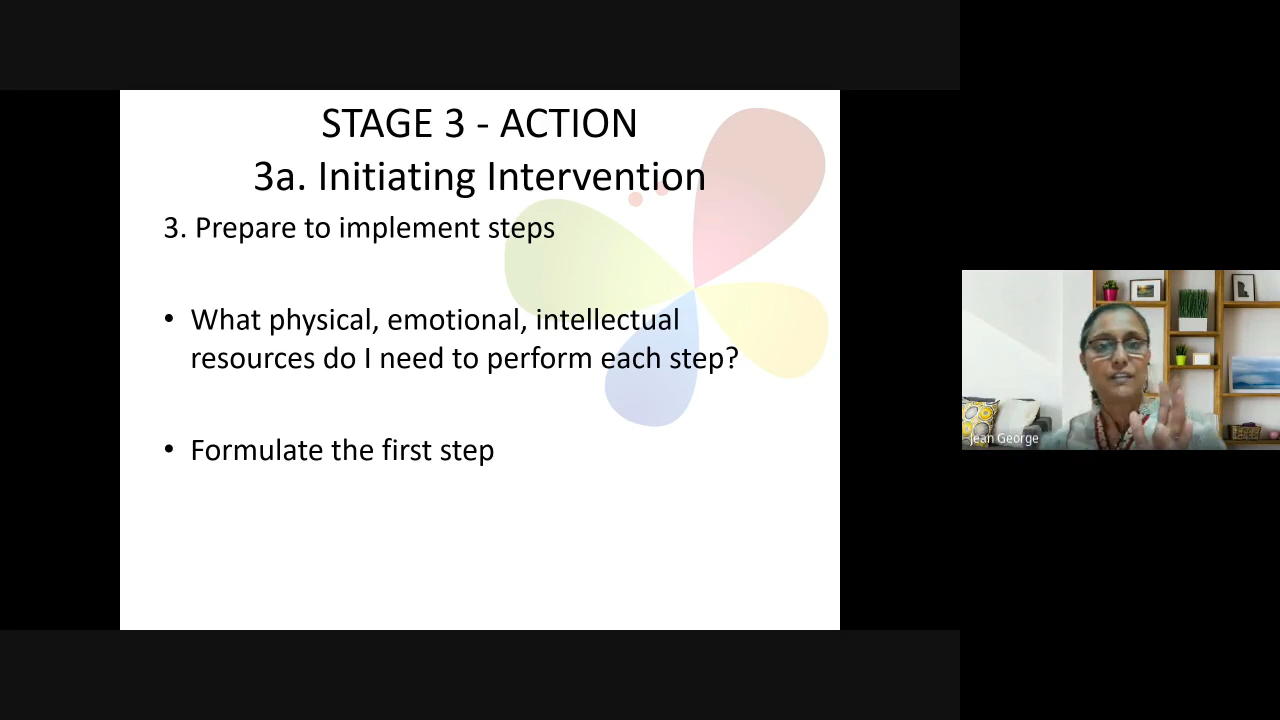 STAGE 3 - ACTION
3a. Initiating Intervention
3. Prepare to implement steps
• What physical, emotional, intellectual
resources do I need to perform each step?
• Formulate the first step
Jean George